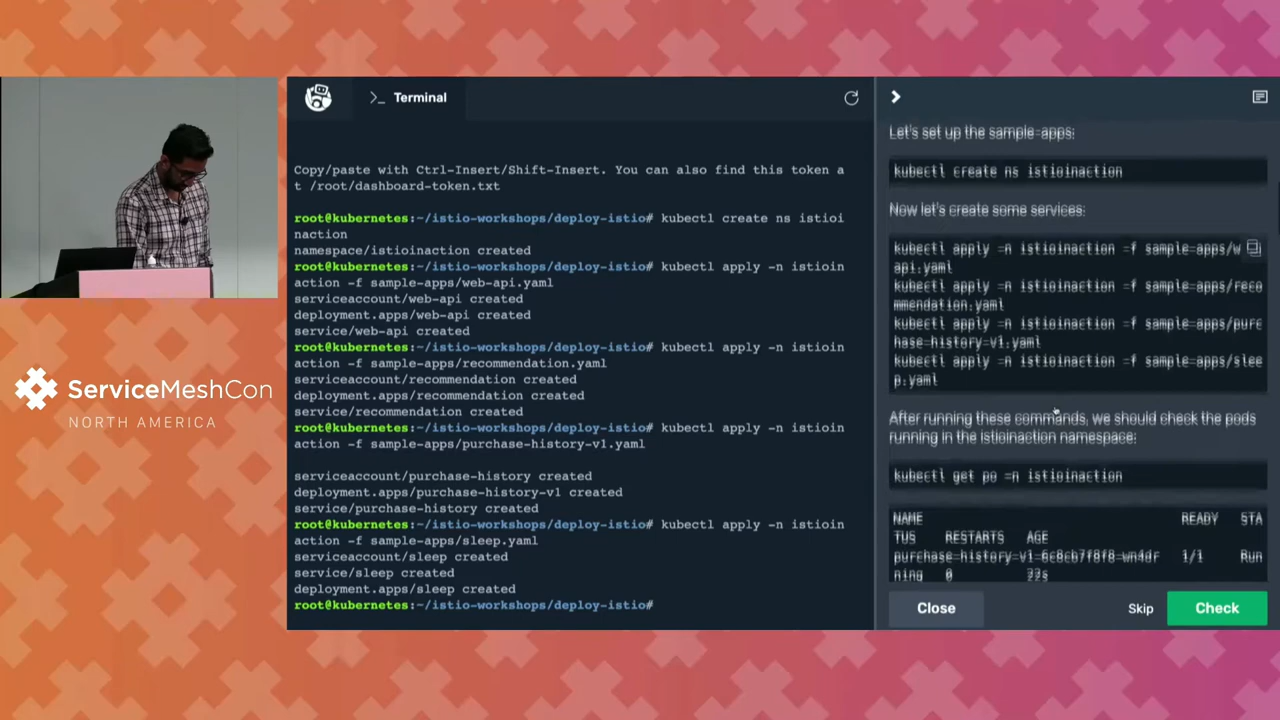 >_ Terminal
Copy/paste with Ctrl-Insert/Shift-Insert. You can also find this token a
t /root/dashboard-token.txt
root@kubernetes:~/istio-workshops/deploy-istio# kubectl create ns istioi
naction
namespace/istioinaction created
root@kubernetes:~/istio-workshops/deploy-istio# kubectl apply -n istioin
action -f sample-apps/web-api.yaml
serviceaccount/web-api created
deployment.apps/web-api created
service/web-api created
root@kubernetes:~/istio-workshops/deploy-istio# kubectl apply -n istioin
action -f sample-apps/recommendation.yaml
serviceaccount/recommendation created
deployment.apps/recommendation created
service/recommendation created
root@kubernetes:~/istio-workshops/deploy-istio# kubectl apply -n istioin
action -f sample-apps/purchase-history-v1.yaml
serviceaccount/purchase-history created
deployment.apps/purchase-history-v1 created
service/purchase-history created
root@kubernetes:~/istio-workshops/deploy-istio# kubectl apply -n istioin
action -f sample-apps/sleep.yaml
serviceaccount/sleep created
service/sleep created
deployment.apps/sleep created
root@kubernetes:~/istio-workshops/deploy-istio#
Let's set up the sample-apps:
kubectl create ns istioinaction
Now let's create some services:
kubectl apply -n istioinaction -f sample-apps/w
api.yaml
kubectl apply -n istioinaction -f sample-apps/reco
mmendation.yaml
kubectl apply -n istioinaction -f sample-apps/purc
hase-history-v1.yaml
kubectl apply -n istioinaction -f sample-apps/slee
p.yaml
After running these commands, we should check the pods
running in the istioinaction namespace:
kubectl get po -n istioinaction
NAME READY STA
TUS RESTARTS AGE
purchase-history-v1-6c8cb7f8f8-wn4dr 1/1 Run
ning 0 22s
Close Skip Check
ServiceMeshCon
NORTH AMERICA